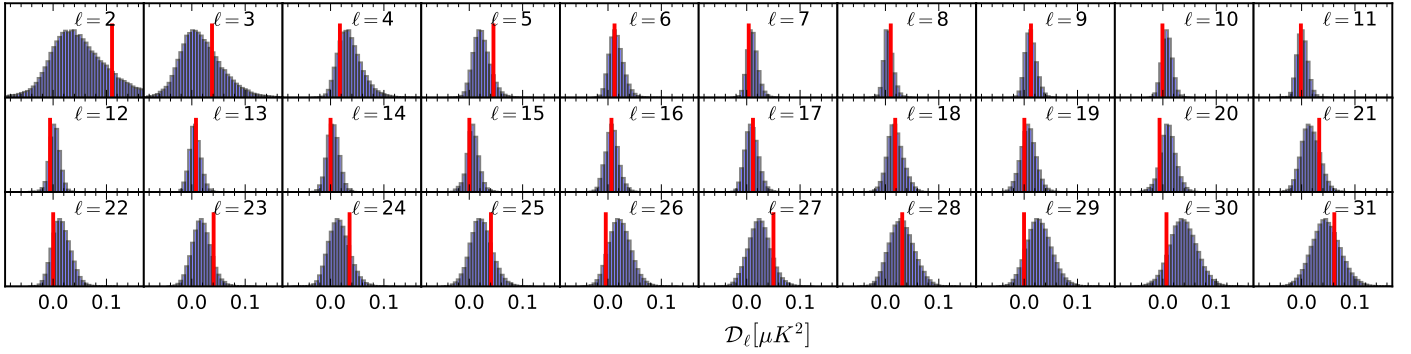 ℓ=2 ℓ=3 ℓ=4 ℓ=5 ℓ=6 ℓ=7 ℓ=8 ℓ=9 ℓ=10 ℓ=11
ℓ=12 ℓ=13 ℓ=14 ℓ=15 ℓ=16 ℓ=17 ℓ=18 ℓ=19 ℓ=20 ℓ=21
ℓ=22 ℓ=23 ℓ=24 ℓ=25 ℓ=26 ℓ=27 ℓ=28 ℓ=29 ℓ=30 ℓ=31
0.0 0.1 0.0 0.1 0.0 0.1 0.0 0.1 0.0 0.1 0.0 0.1 0.0 0.1 0.0 0.1 0.0 0.1 0.0 0.1
𝒟ℓ[μK²]